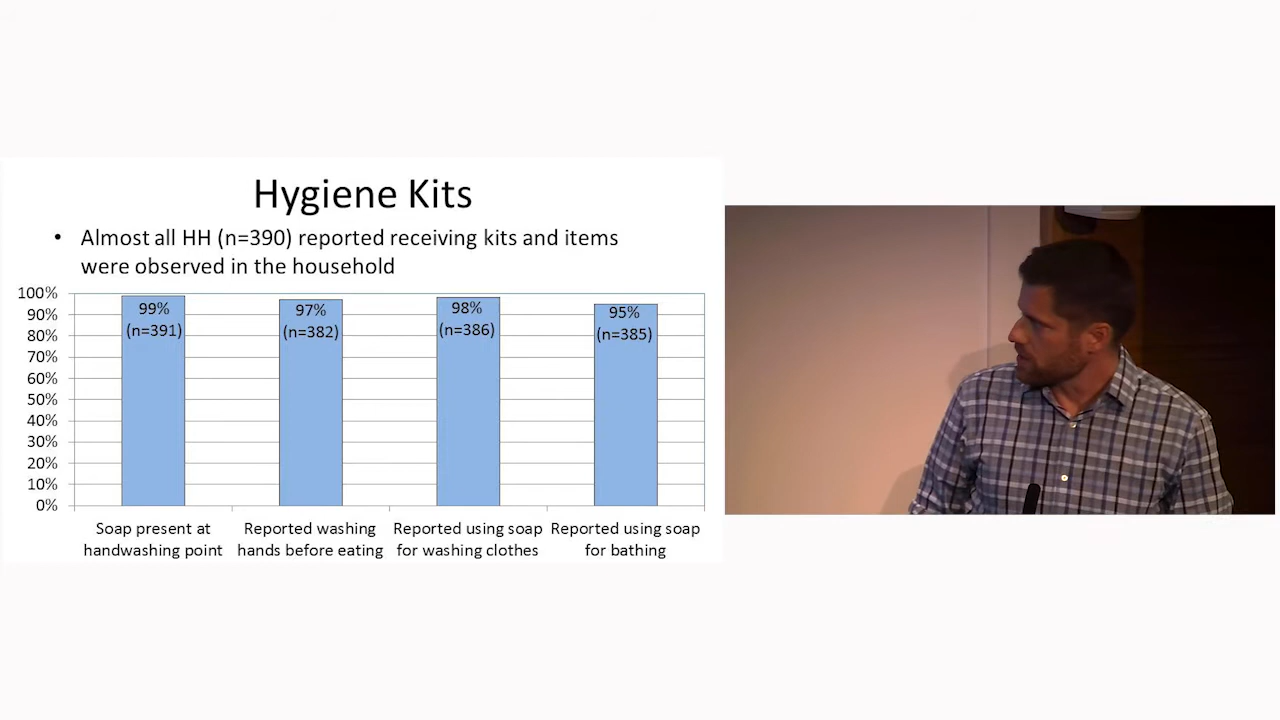 Hygiene Kits
• Almost all HH (n=390) reported receiving kits and items
were observed in the household
100%
90%
80%
70%
60%
50%
40%
30%
20%
10%
0%
99%
(n=391)
97%
(n=382)
98%
(n=386)
95%
(n=385)
Soap present at
handwashing point
Reported washing
hands before eating
Reported using soap
for washing clothes
Reported using soap
for bathing